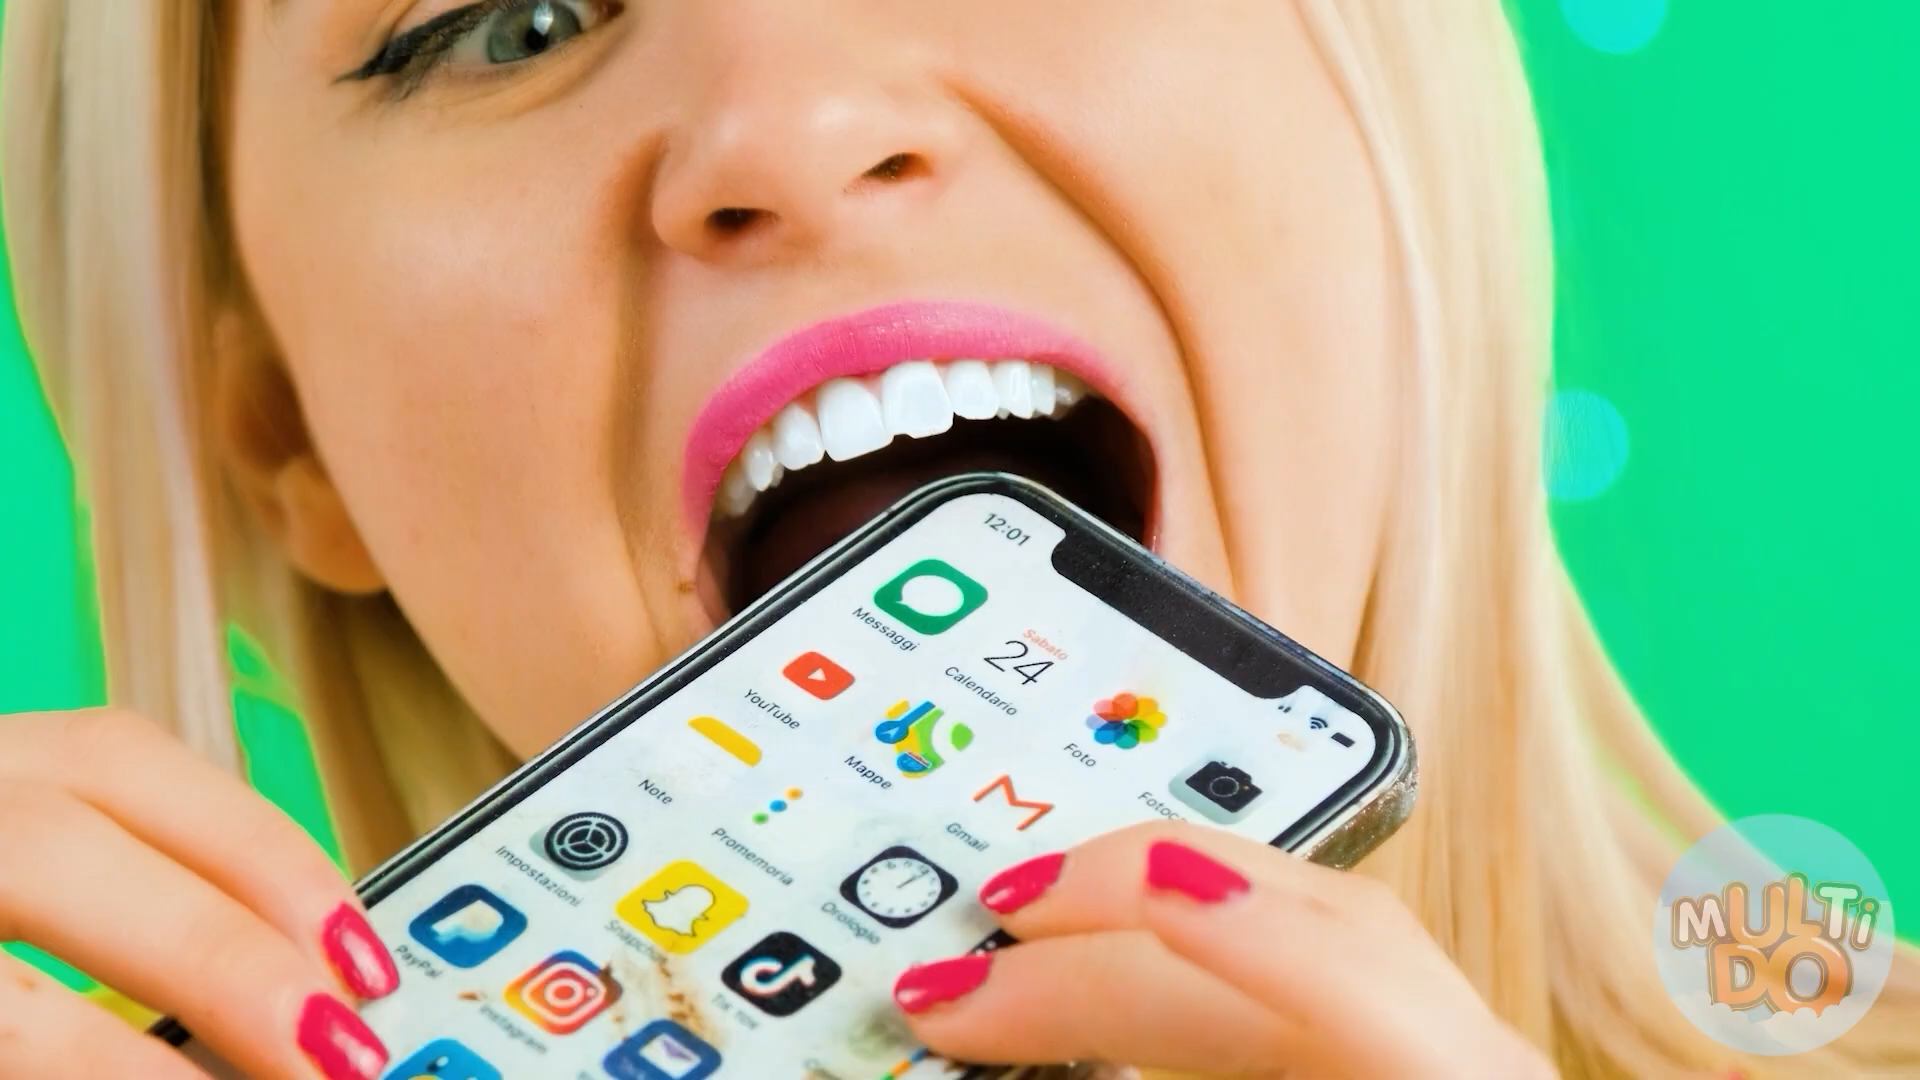 12:01
Messaggi
Sabato
24
Calendario
Foto
YouTube
Mappe
Gmail
Note
Promemoria
Orologio
Impostazioni
PayPal
Instagram
MULTi
DO